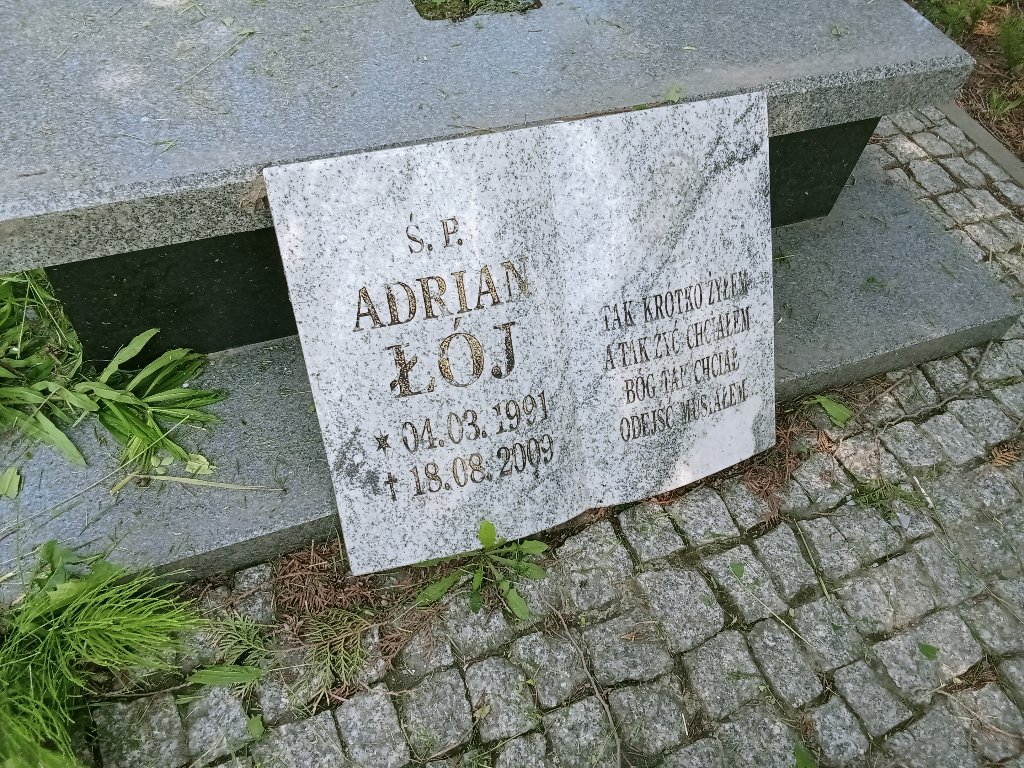 Ś. P.
ADRIAN
ŁÓJ
* 04.03.1991
† 18.08.2009
TAK KRÓTKO ŻYŁEM
A TAK ŻYĆ CHCIAŁEM
BÓG TAK CHCIAŁ
ODEJŚĆ MUSIAŁEM